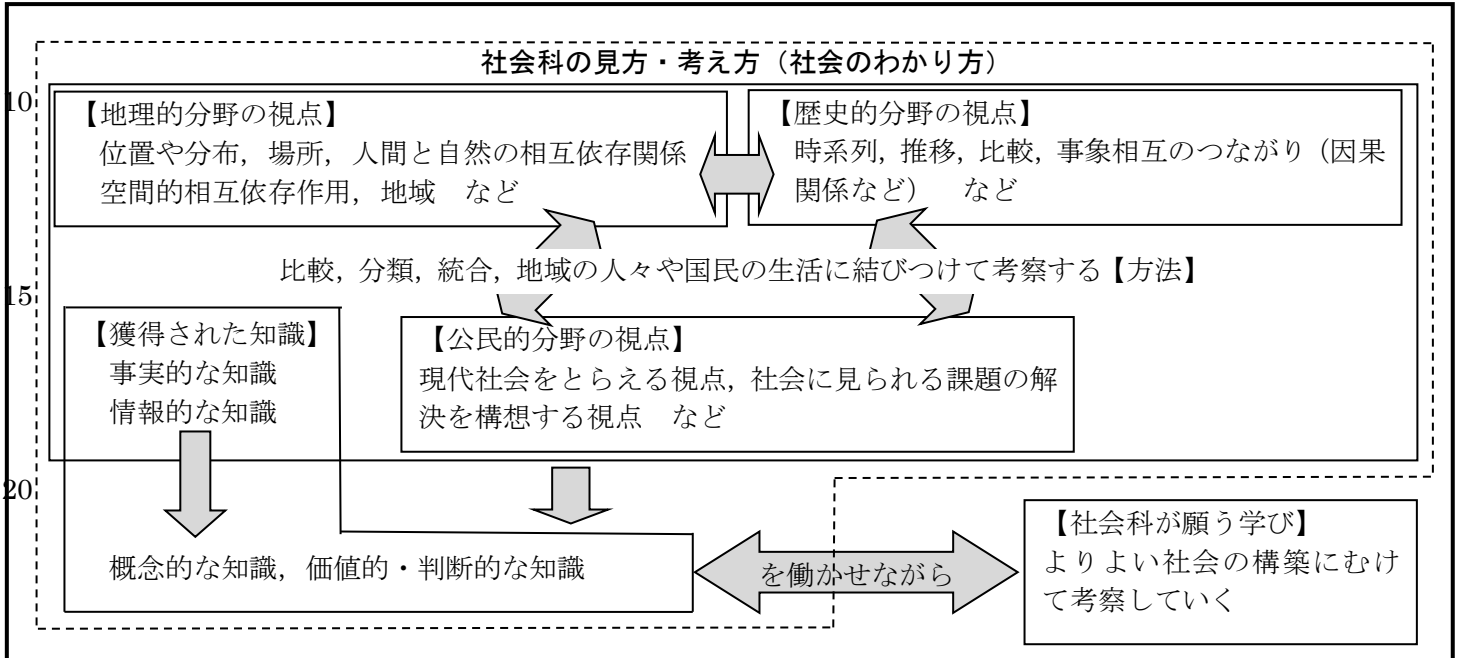 社会科の見方・考え方（社会のわかり方）
10
【地理的分野の視点】
位置や分布，場所，人間と自然の相互依存関係
空間的相互依存作用，地域　など
【歴史的分野の視点】
時系列，推移，比較，事象相互のつながり（因果
関係など）　など
比較，分類，統合，地域の人々や国民の生活に結びつけて考察する【方法】
15
【獲得された知識】
事実的な知識
情報的な知識
【公民的分野の視点】
現代社会をとらえる視点，社会に見られる課題の解
決を構想する視点　など
20
概念的な知識，価値的・判断的な知識
を働かせながら
【社会科が願う学び】
よりよい社会の構築にむけ
て考察していく